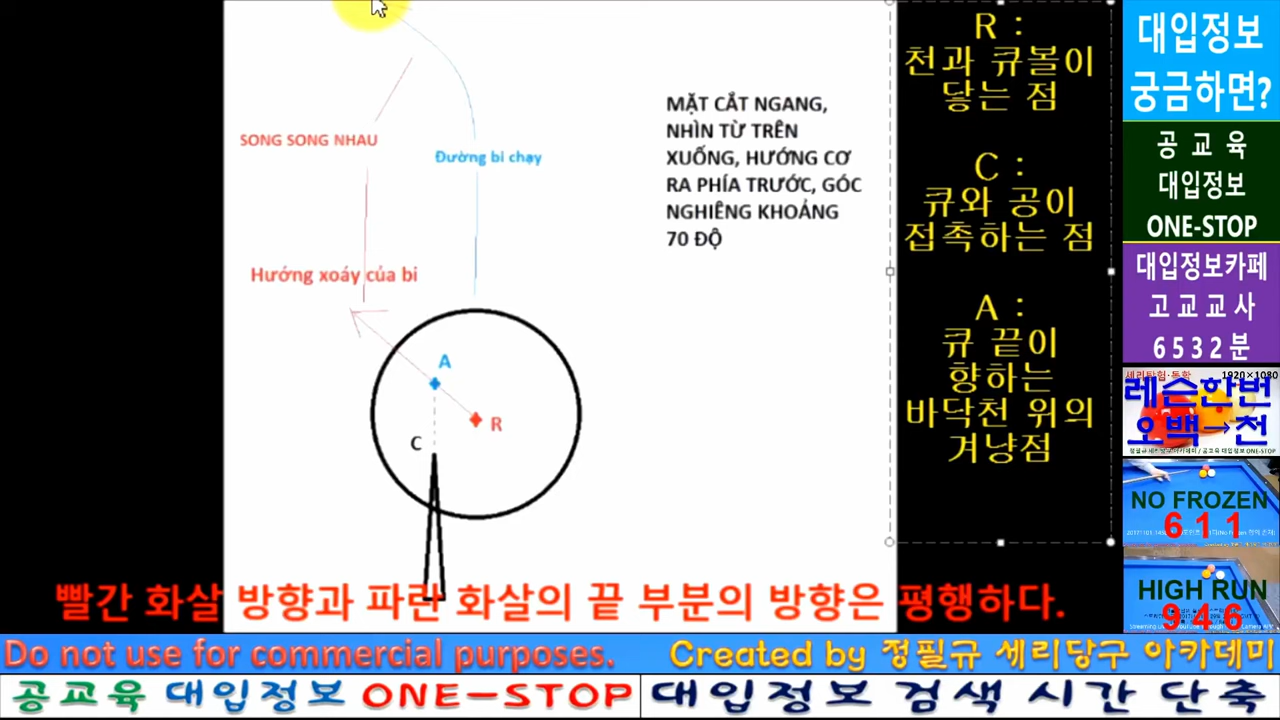 SONG SONG NHAU
Đường bi chạy
Hướng xoáy của bi
A
R
C
MẶT CẮT NGANG,
NHÌN TỪ TRÊN
XUỐNG, HƯỚNG CƠ
RA PHÍA TRƯỚC, GÓC
NGHIÊNG KHOẢNG
70 ĐỘ
R :
천과 큐볼이
닿는 점
C :
큐와 공이
접촉하는 점
A :
큐 끝이
향하는
바닥천 위의
겨냥점
대입정보
궁금하면?
공 교 육
대입정보
ONE-STOP
대입정보카페
고 교 교 사
6 5 3 2 분
1920×1080
레슨한번
오백→천
NO FROZEN
6 1 1
HIGH RUN
9 4 6
빨간 화살 방향과 파란 화살의 끝 부분의 방향은 평행하다.
Do not use for commercial purposes.
Created by 정필규 세리당구 아카데미
공교육 대입정보 ONE-STOP
대입정보 검색 시간 단축